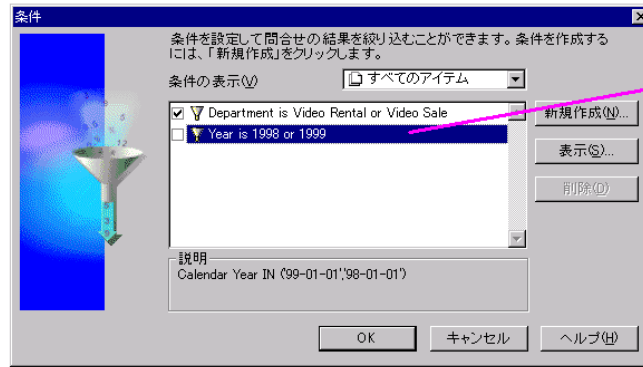 条件
条件を設定して問合せの結果を絞り込むことができます。条件を作成する
には、「新規作成」をクリックします。
条件の表示(V)
すべてのアイテム
Department is Video Rental or Video Sale
新規作成(N)...
Year is 1998 or 1999
表示(S)...
削除(D)
説明
Calendar Year IN ('99-01-01','98-01-01')
OK
キャンセル
ヘルプ(H)